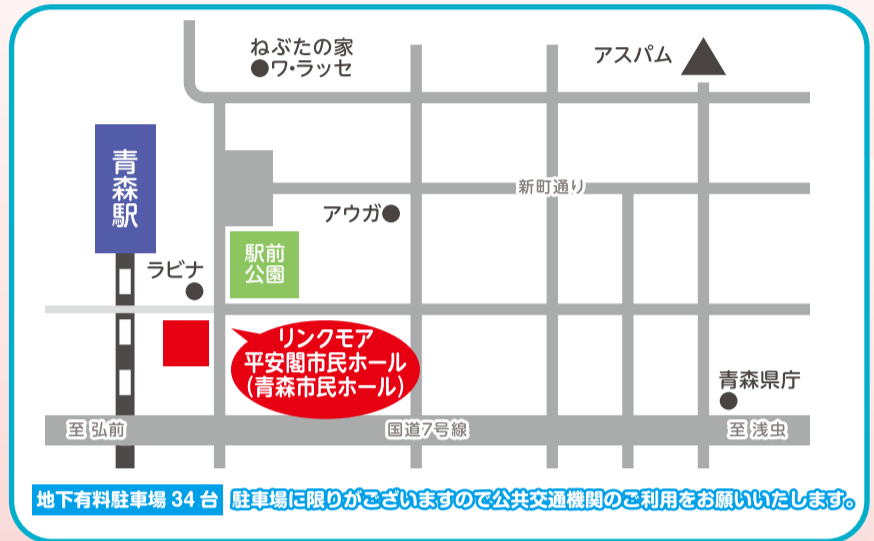 ねぶたの家
●ワ・ラッセ
アスパム
青森駅
新町通り
アウガ●
駅前
公園
ラビナ
リンクモア
平安閣市民ホール
(青森市民ホール)
青森県庁
至 弘前
国道7号線
至 浅虫
地下有料駐車場 34 台 駐車場に限りがございますので公共交通機関のご利用をお願いいたします。